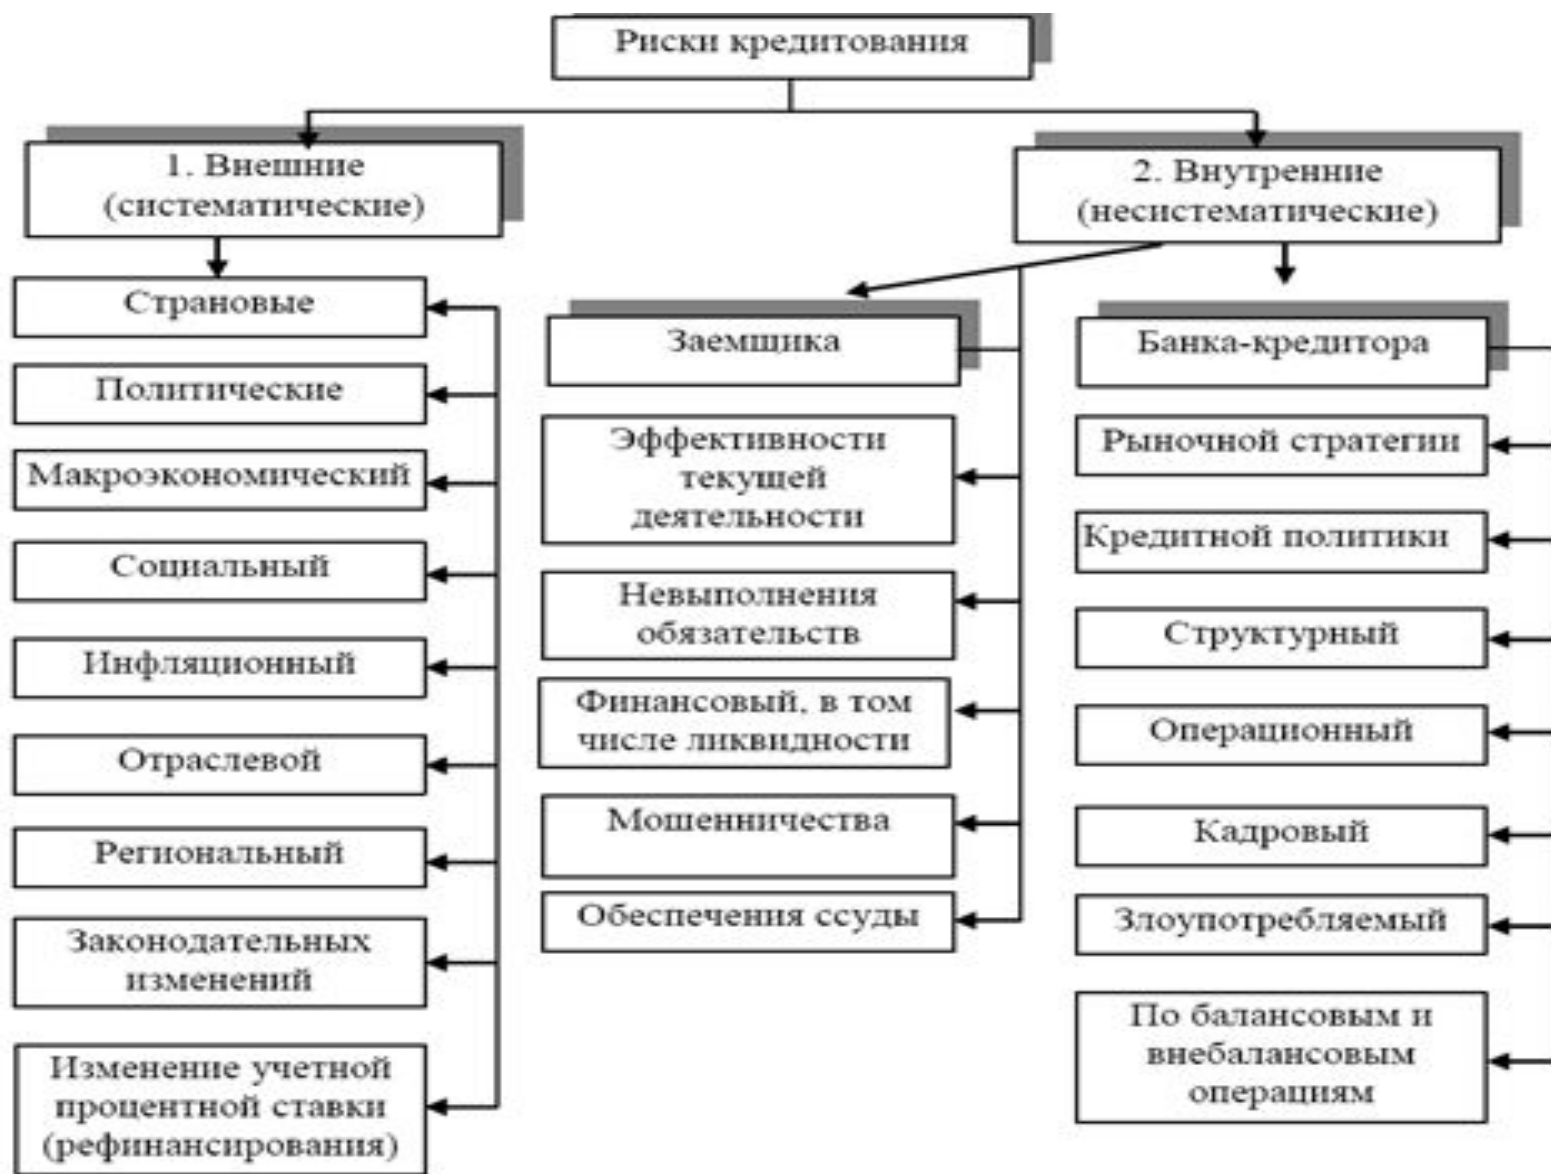 Риски кредитования
1. Внешние
(систематические)
2. Внутренние
(несистематические)
Страновые
Политические
Макроэкономический
Социальный
Инфляционный
Отраслевой
Региональный
Законодательных
изменений
Изменение учетной
процентной ставки
(рефинансирования)
Заемщика
Эффективности
текущей
деятельности
Невыполнения
обязательств
Финансовый, в том
числе ликвидности
Мошенничества
Обеспечения ссуды
Банка-кредитора
Рыночной стратегии
Кредитной политики
Структурный
Операционный
Кадровый
Злоупотребляемый
По балансовым и
внебалансовым
операциям